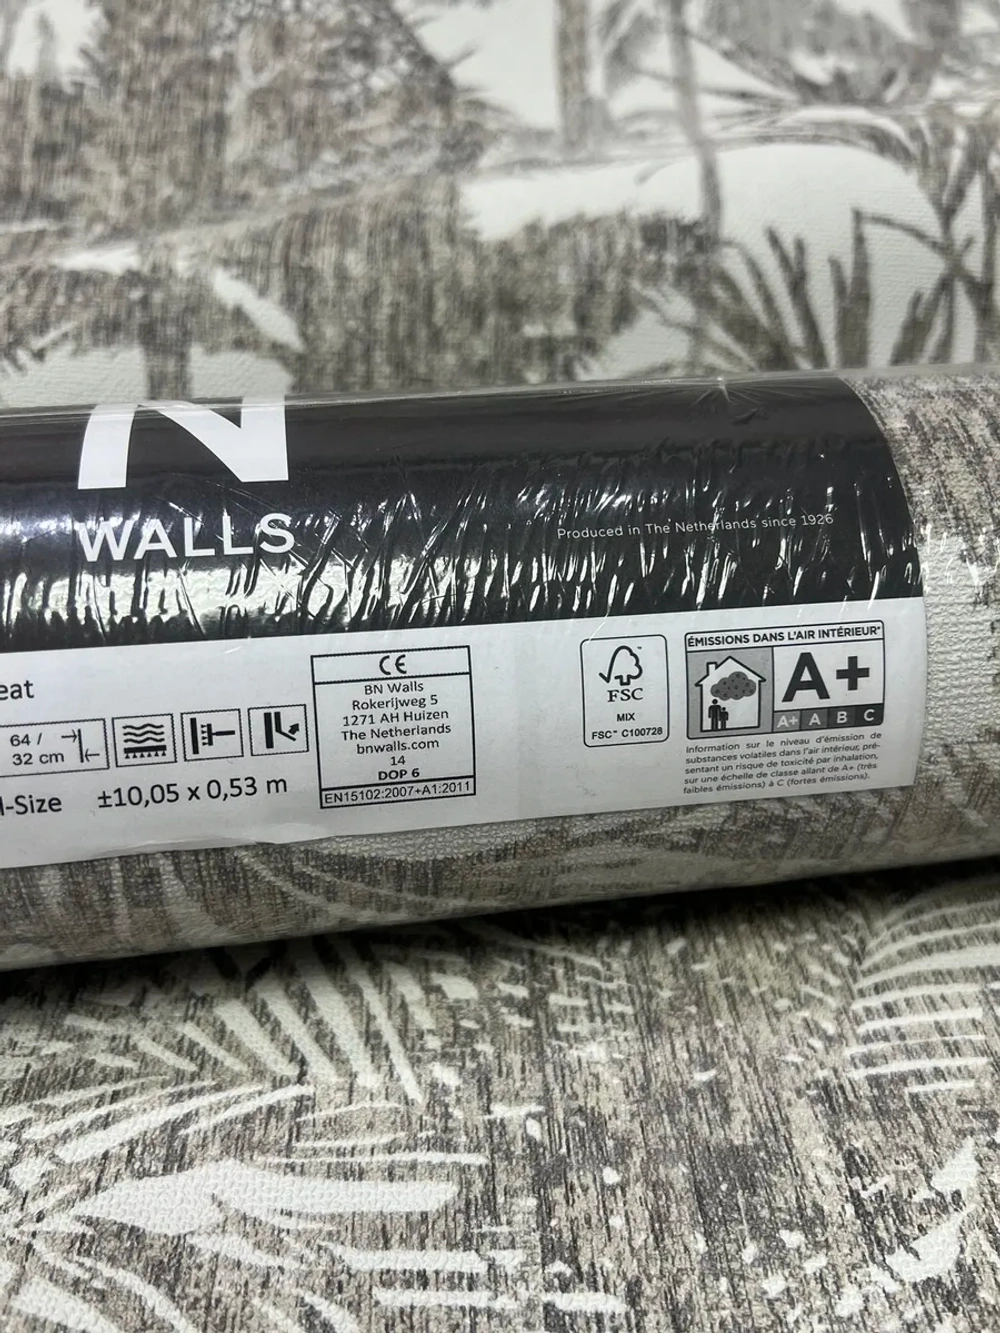 N
WALLS
Produced in The Netherlands since 1926
eat
64 /
32 cm
-Size ±10,05 x 0,53 m
CE
BN Walls
Rokerijweg 5
1271 AH Huizen
The Netherlands
bnwalls.com
14
DOP 6
EN15102:2007+A1:2011
FSC
MIX
FSC™ C100728
ÉMISSIONS DANS L'AIR INTÉRIEUR*
A+
A+ A B C
Information sur le niveau d'émission de
substances volatiles dans l'air intérieur, pré-
sentant un risque de toxicité par inhalation,
sur une échelle de classe allant de A+ (très
faibles émissions) à C (fortes émissions).